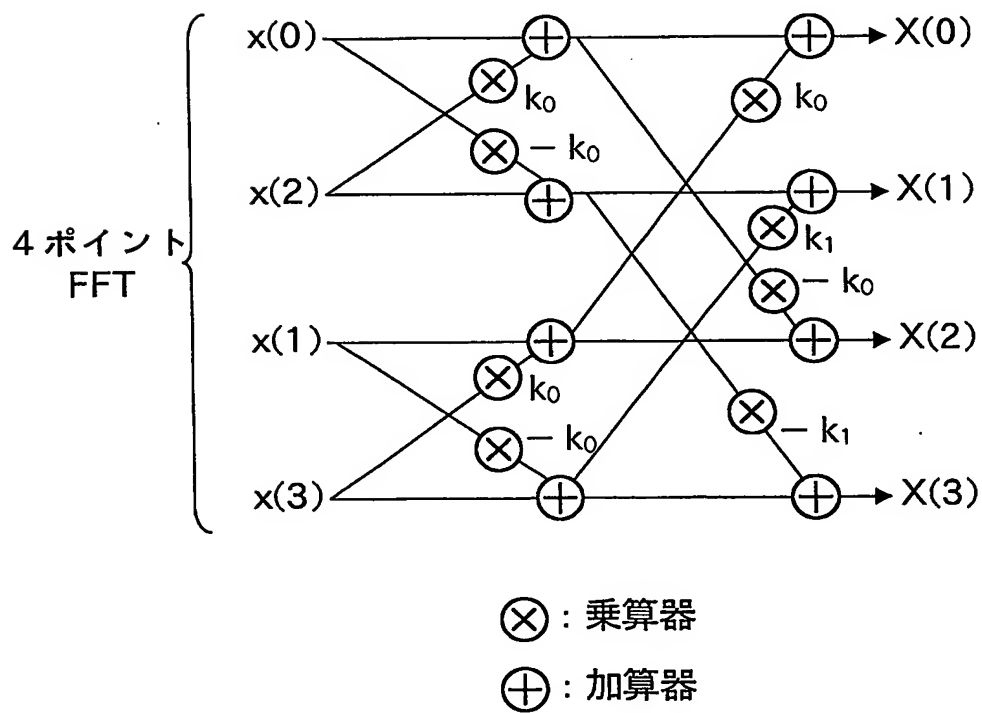 x(0)
X(0)
k₀
k₀
− k₀
x(2)
X(1)
k₁
4 ポイント
FFT
− k₀
x(1)
X(2)
k₀
− k₁
− k₀
x(3)
X(3)
⊗ : 乗算器
⊕ : 加算器